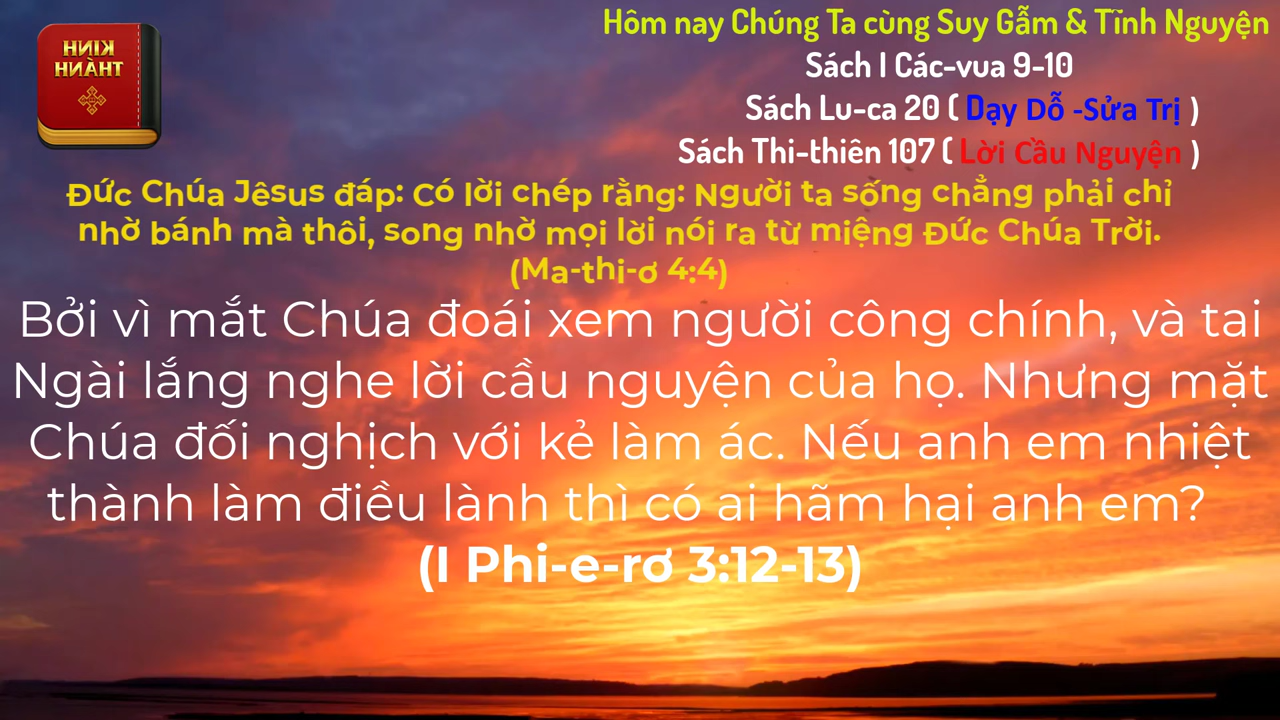 KINH
THÀNH
Hôm nay Chúng Ta cùng Suy Gẫm & Tĩnh Nguyện
Sách I Các-vua 9-10
Sách Lu-ca 20 ( Dạy Dỗ -Sửa Trị )
Sách Thi-thiên 107 ( Lời Cầu Nguyện )
Đức Chúa Jêsus đáp: Có lời chép rằng: Người ta sống chẳng phải chỉ
nhờ bánh mà thôi, song nhờ mọi lời nói ra từ miệng Đức Chúa Trời.
(Ma-thi-ơ 4:4)
Bởi vì mắt Chúa đoái xem người công chính, và tai
Ngài lắng nghe lời cầu nguyện của họ. Nhưng mặt
Chúa đối nghịch với kẻ làm ác. Nếu anh em nhiệt
thành làm điều lành thì có ai hãm hại anh em?
(I Phi-e-rơ 3:12-13)